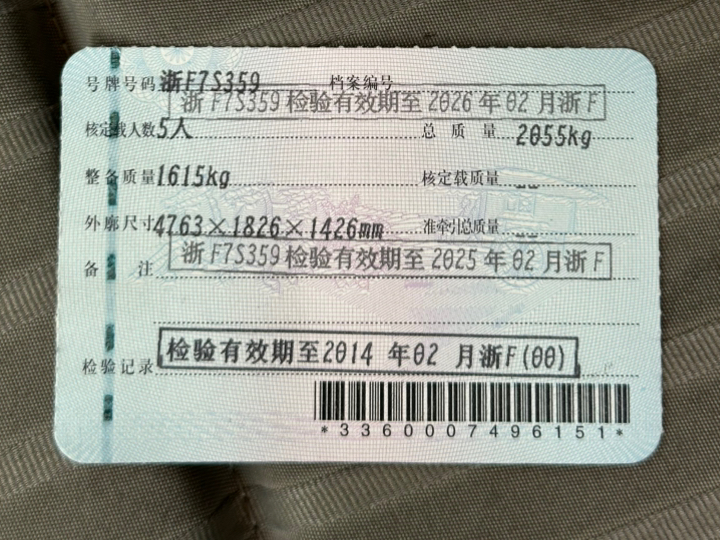 号牌号码 浙F7S359 档案编号
浙F7S359检验有效期至2026年02月浙F
核定载人数 5人 总质量 2055kg
整备质量 1615kg 核定载质量 --
外廓尺寸 4763×1826×1426mm 准牵引总质量 --
浙F7S359检验有效期至2025年02月浙F
备注
检验有效期至2014年02月浙F(00)
检验记录
*3360007496151*